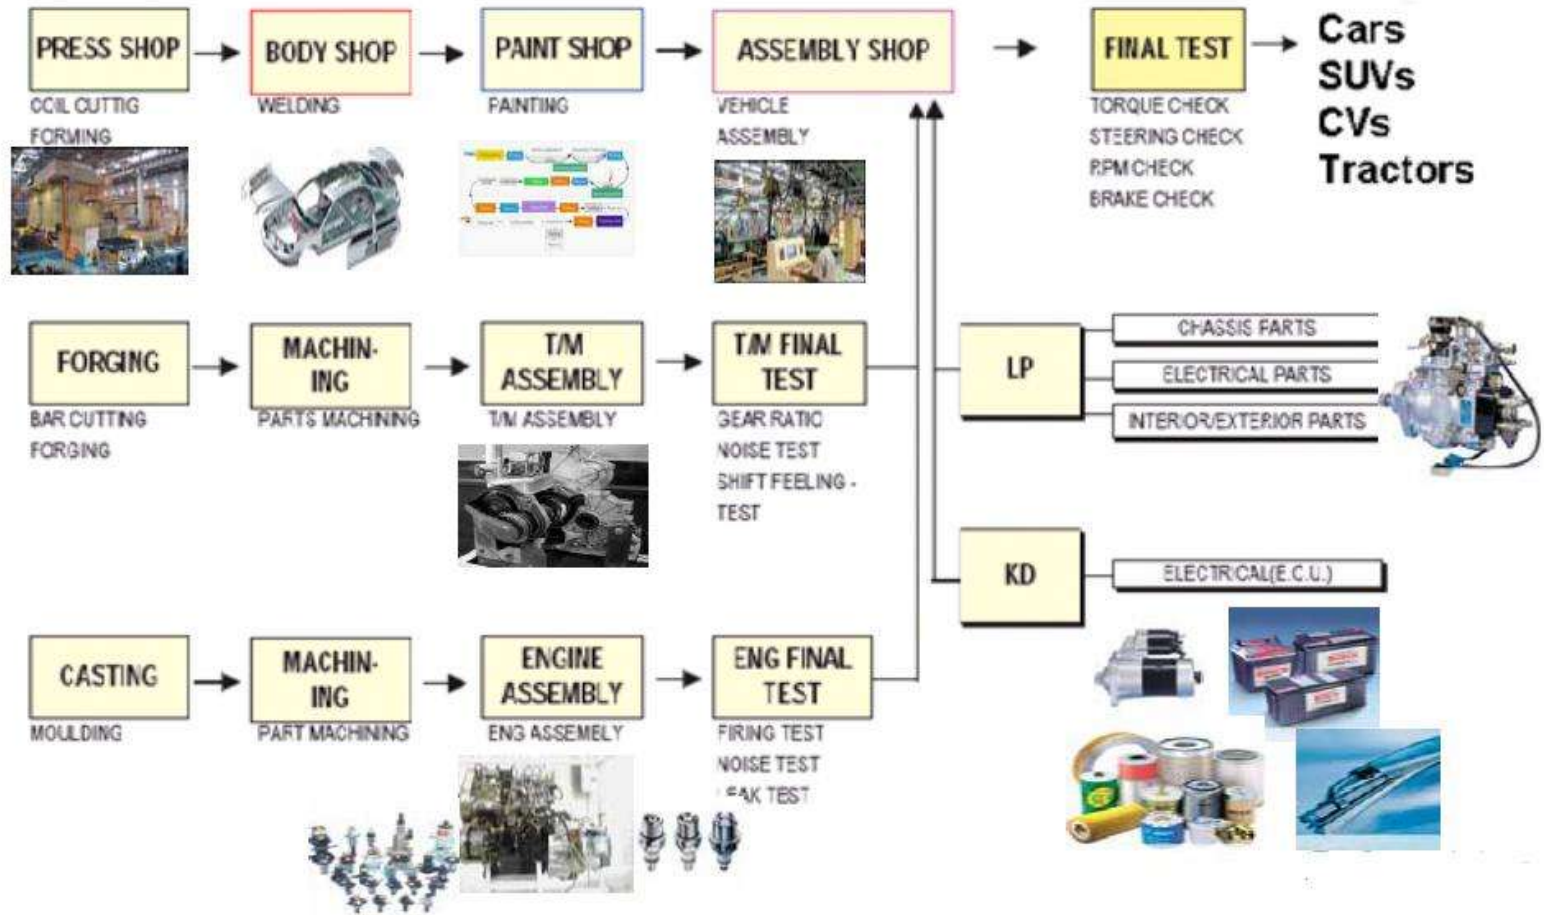 PRESS SHOP
BODY SHOP
PAINT SHOP
ASSEMBLY SHOP
FINAL TEST
Cars
SUVs
CVs
Tractors
COIL CUTTIG
FORMING
WELDING
PAINTING
VEHICLE
ASSEMBLY
TORQUE CHECK
STEERING CHECK
RPM CHECK
BRAKE CHECK
FORGING
MACHIN-
ING
T/M
ASSEMBLY
T/M FINAL
TEST
LP
CHASSIS PARTS
ELECTRICAL PARTS
INTERIOR/EXTERIOR PARTS
BAR CUTTING
FORGING
PARTS MACHINING
T/M ASSEMBLY
GEAR RATIO
NOISE TEST
SHIFT FEELING -
TEST
KD
ELECTRICAL(E.C.U.)
CASTING
MACHIN-
ING
ENGINE
ASSEMBLY
ENG FINAL
TEST
MOULDING
PART MACHINING
ENG ASSEMBLY
FIRING TEST
NOISE TEST
LEAK TEST